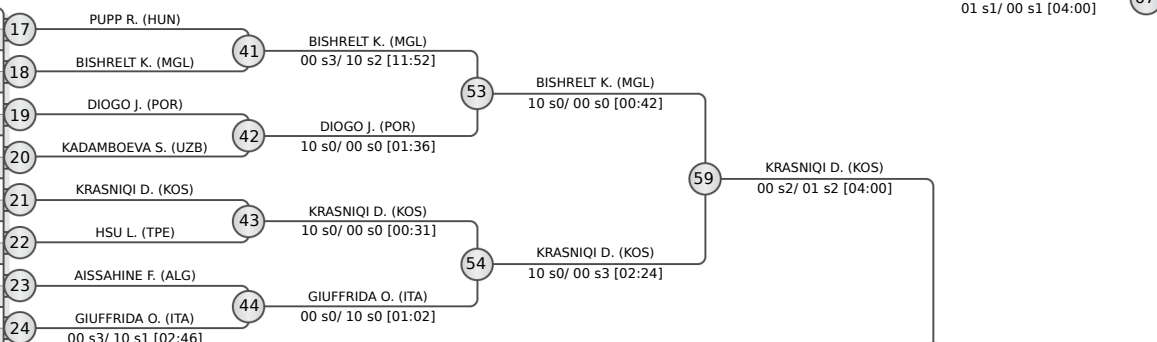 01 s1/ 00 s1 [04:00]
17
PUPP R. (HUN)
41
BISHRELT K. (MGL)
00 s3/ 10 s2 [11:52]
18
BISHRELT K. (MGL)
53
BISHRELT K. (MGL)
10 s0/ 00 s0 [00:42]
19
DIOGO J. (POR)
42
DIOGO J. (POR)
10 s0/ 00 s0 [01:36]
20
KADAMBOEVA S. (UZB)
59
KRASNIQI D. (KOS)
00 s2/ 01 s2 [04:00]
21
KRASNIQI D. (KOS)
43
KRASNIQI D. (KOS)
10 s0/ 00 s0 [00:31]
22
HSU L. (TPE)
54
KRASNIQI D. (KOS)
10 s0/ 00 s3 [02:24]
23
AISSAHINE F. (ALG)
44
GIUFFRIDA O. (ITA)
00 s0/ 10 s0 [01:02]
24
GIUFFRIDA O. (ITA)
00 s3/ 10 s1 [02:46]